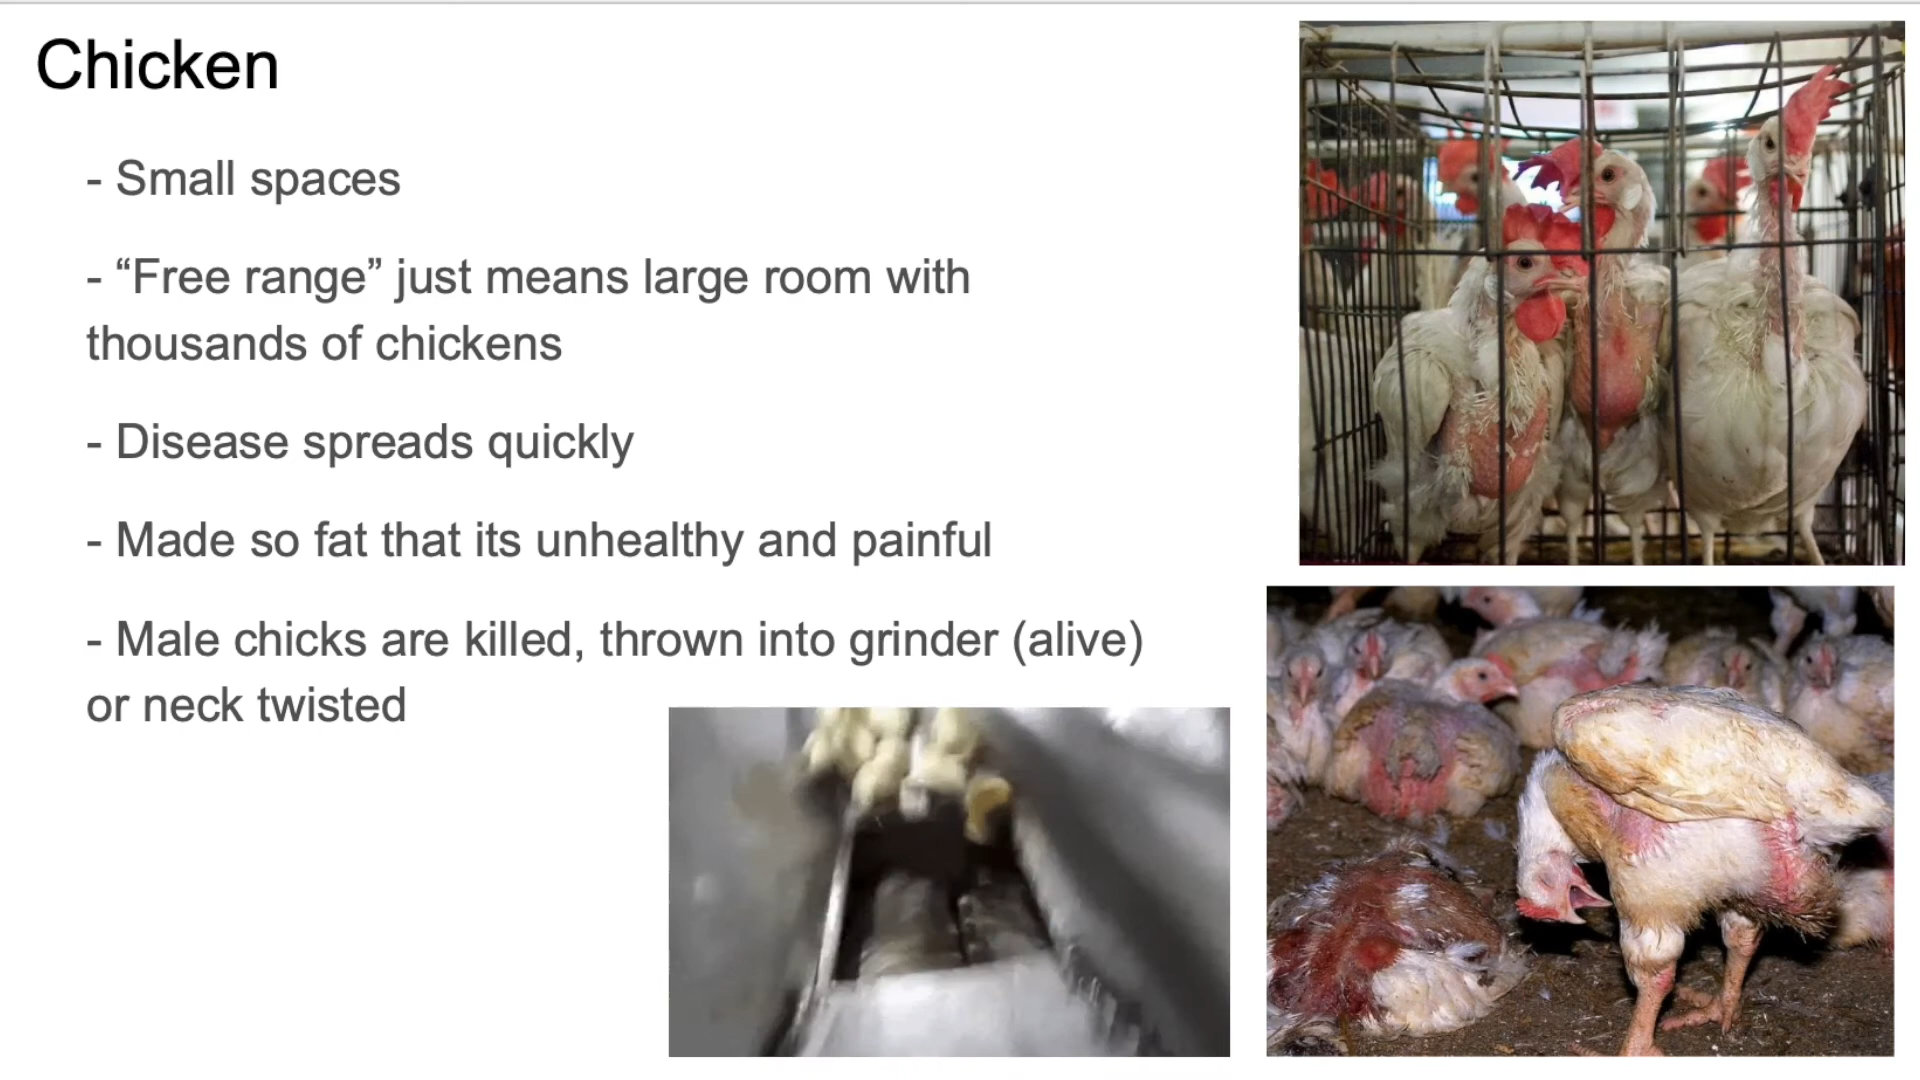 Chicken
- Small spaces
- “Free range” just means large room with
thousands of chickens
- Disease spreads quickly
- Made so fat that its unhealthy and painful
- Male chicks are killed, thrown into grinder (alive)
or neck twisted